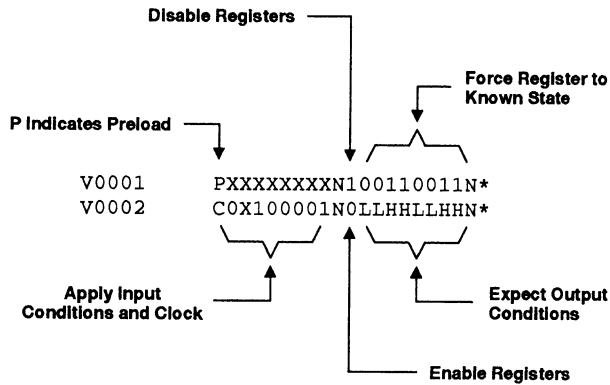 Disable Registers
Force Register to
Known State
P Indicates Preload
V0001 PXXXXXXXXN100110011N*
V0002 C0X100001N0LLHHLLHHN*
Apply Input
Conditions and Clock
Expect Output
Conditions
Enable Registers